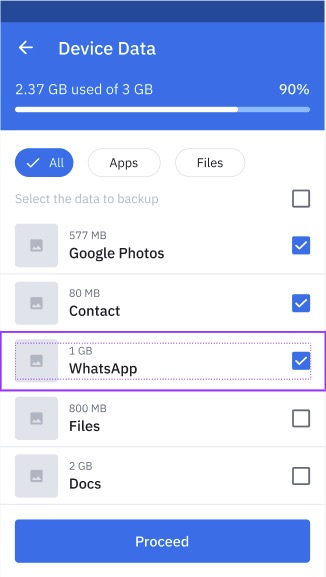 Device Data
2.37 GB used of 3 GB 90%
All Apps Files
Select the data to backup
577 MB
Google Photos
80 MB
Contact
1 GB
WhatsApp
800 MB
Files
2 GB
Docs
Proceed